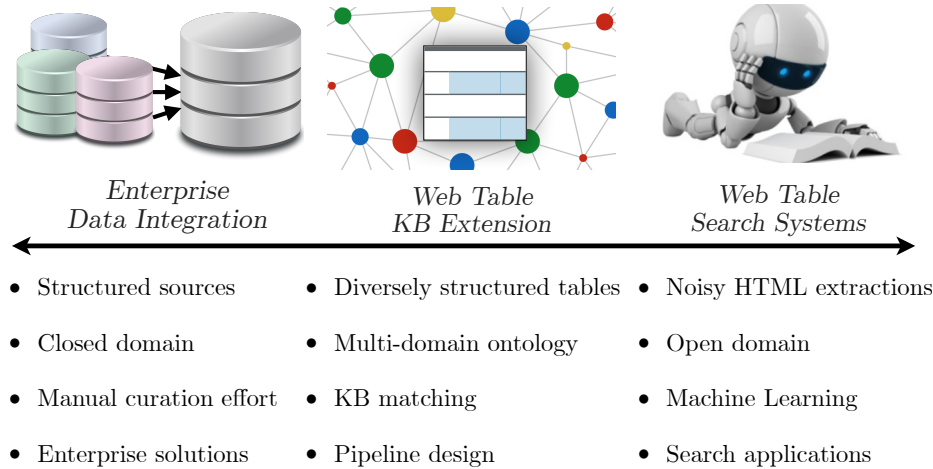 Enterprise
Data Integration
Web Table
KB Extension
Web Table
Search Systems
• Structured sources
• Closed domain
• Manual curation effort
• Enterprise solutions
• Diversely structured tables
• Multi-domain ontology
• KB matching
• Pipeline design
• Noisy HTML extractions
• Open domain
• Machine Learning
• Search applications